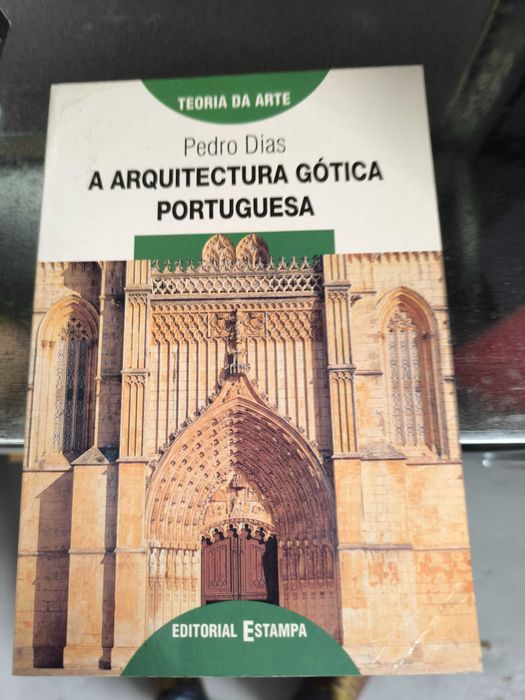 TEORIA DA ARTE
Pedro Dias
A ARQUITECTURA GÓTICA
PORTUGUESA
EDITORIAL ESTAMPA